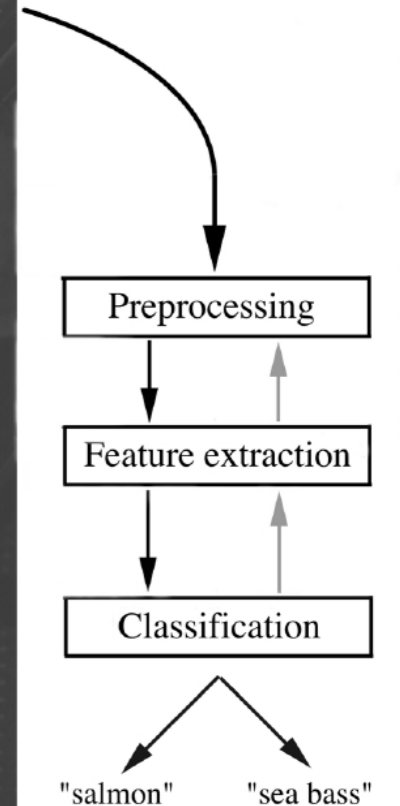 Preprocessing
Feature extraction
Classification
"salmon" "sea bass"